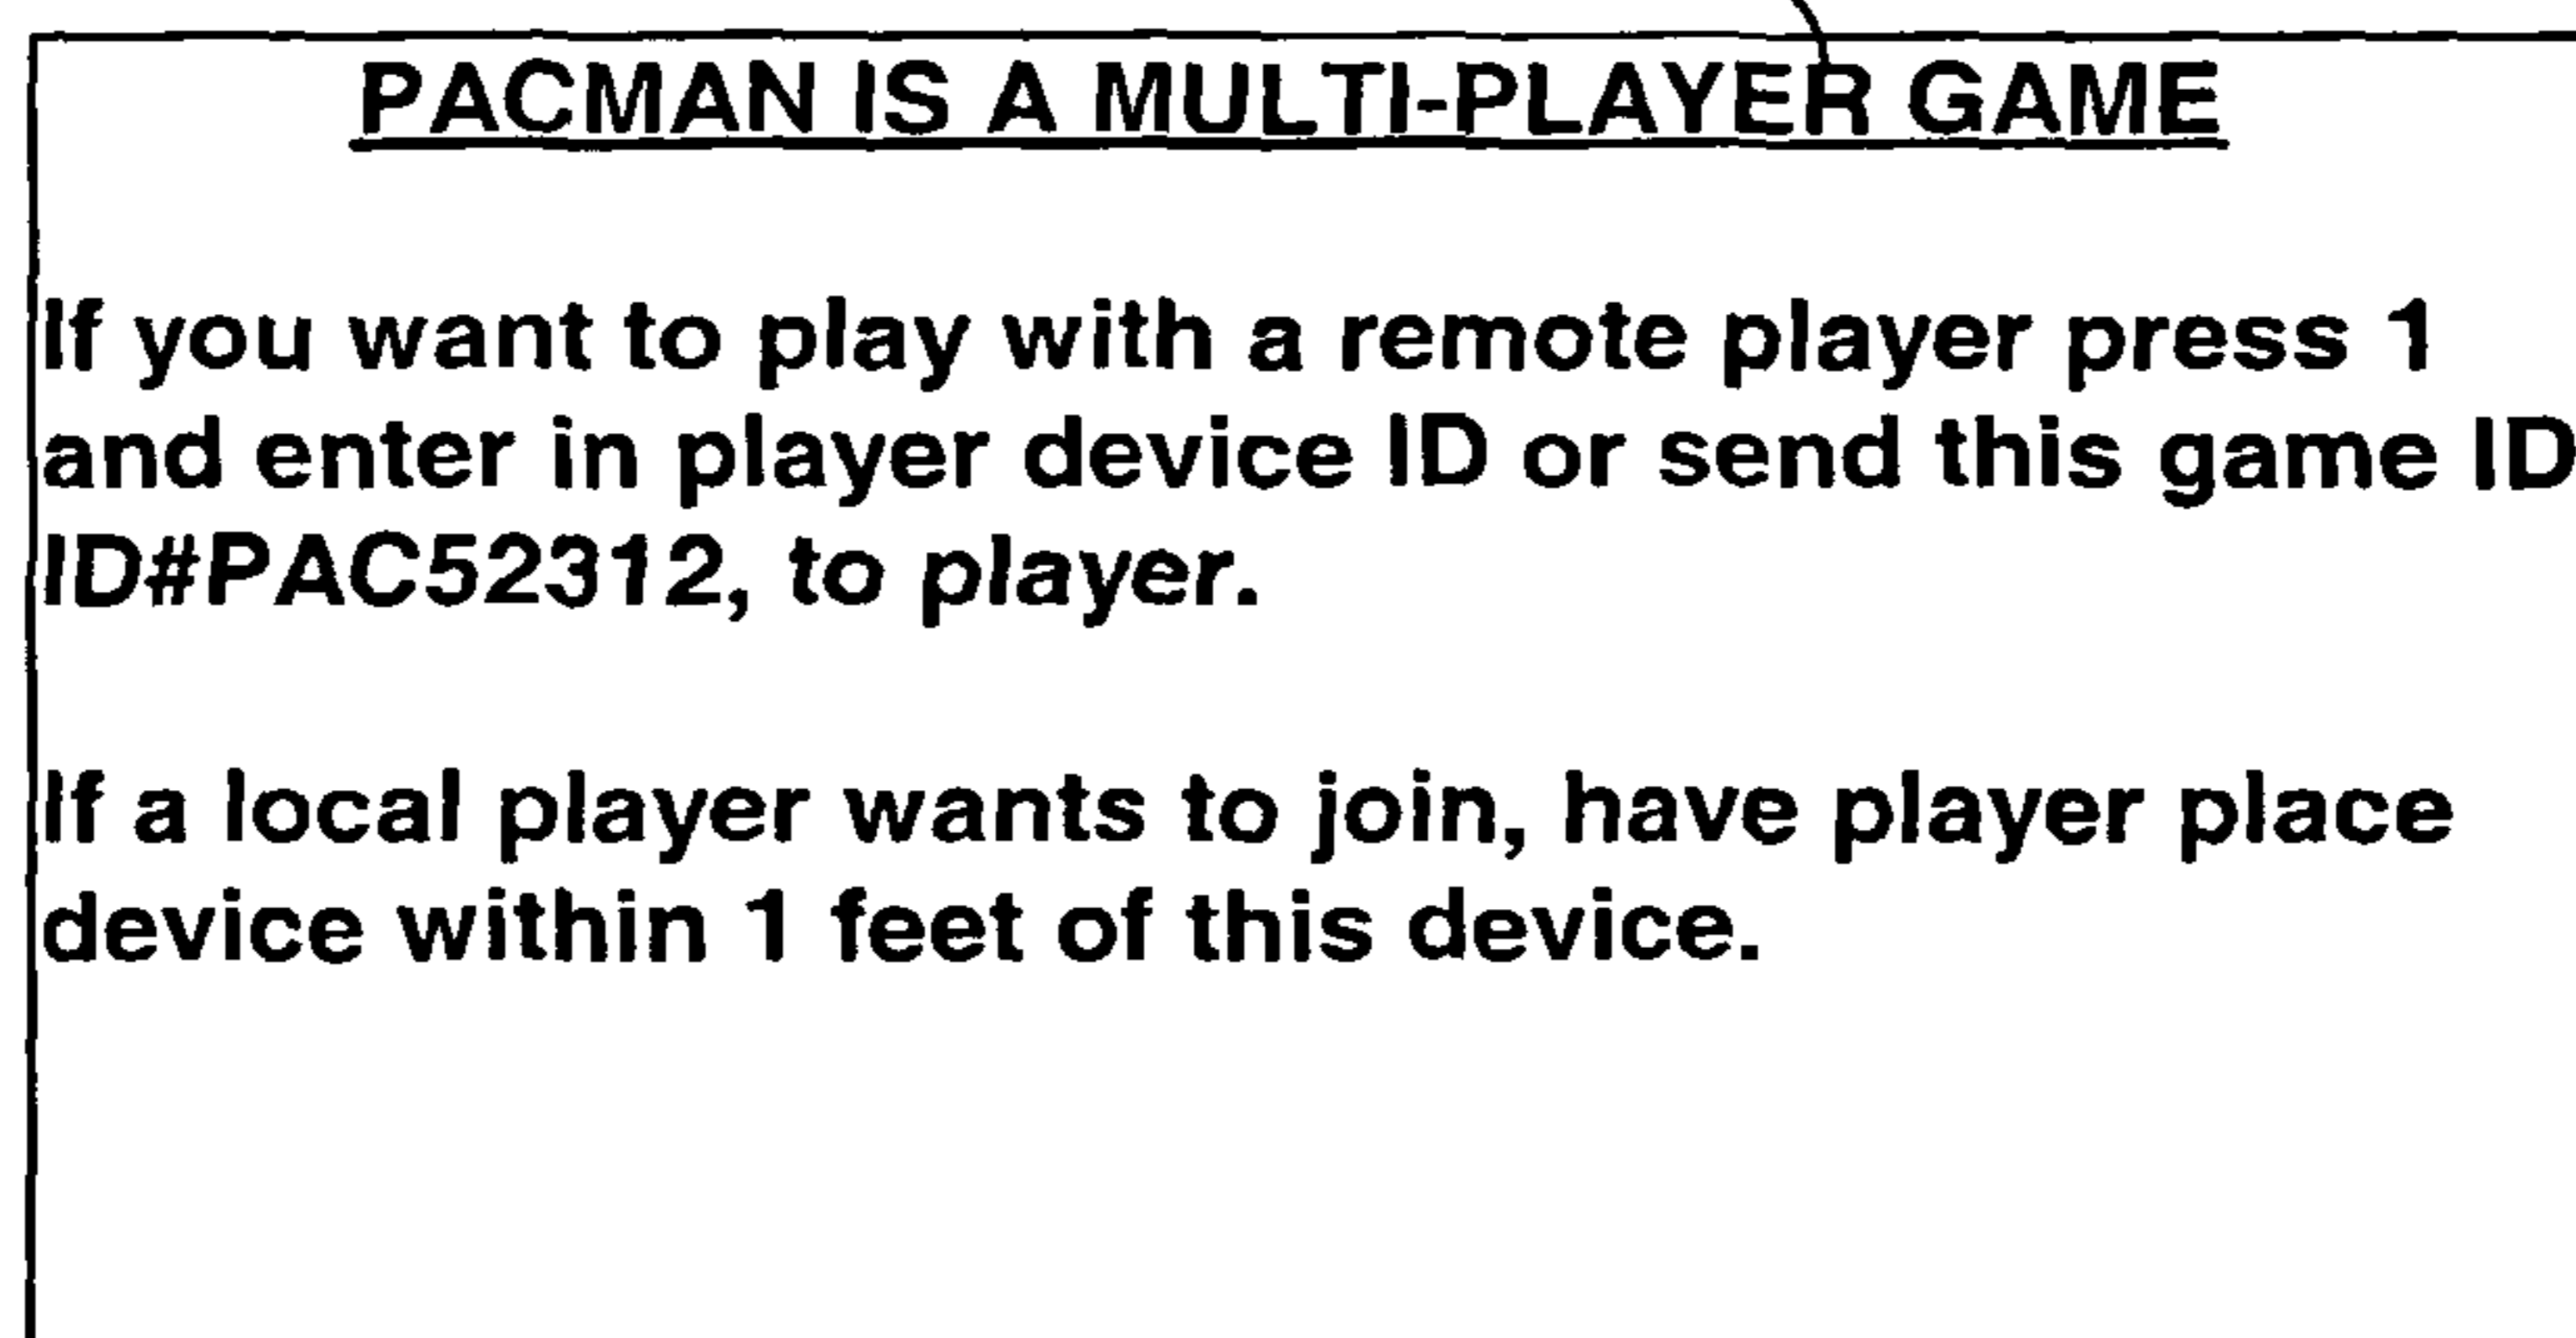 PACMAN IS A MULTI-PLAYER GAME
If you want to play with a remote player press 1
and enter in player device ID or send this game ID
ID#PAC52312, to player.
If a local player wants to join, have player place
device within 1 feet of this device.